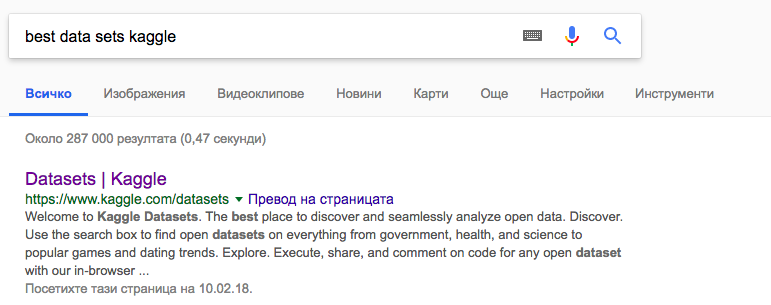 best data sets kaggle
Всичко Изображения Видеоклипове Новини Карти Още Настройки Инструменти
Около 287 000 резултата (0,47 секунди)
Datasets | Kaggle
https://www.kaggle.com/datasets Превод на страницата
Welcome to Kaggle Datasets. The best place to discover and seamlessly analyze open data. Discover.
Use the search box to find open datasets on everything from government, health, and science to
popular games and dating trends. Explore. Execute, share, and comment on code for any open dataset
with our in-browser ...
Посетихте тази страница на 10.02.18.